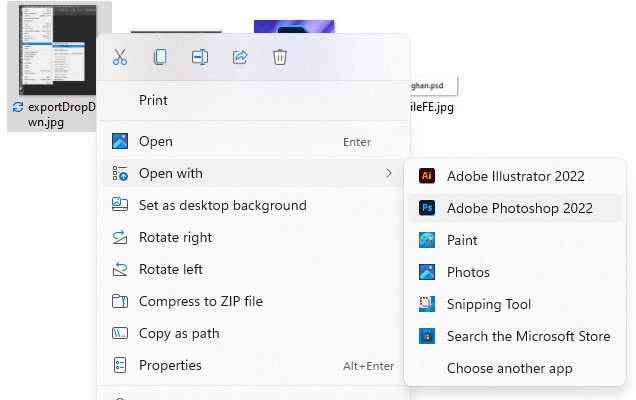 exportDropD
wn.jpg
ghan.psd
ileFE.jpg
Print
Open Enter
Open with
Set as desktop background
Rotate right
Rotate left
Compress to ZIP file
Copy as path
Properties Alt+Enter
Ai Adobe Illustrator 2022
Ps Adobe Photoshop 2022
Paint
Photos
Snipping Tool
Search the Microsoft Store
Choose another app